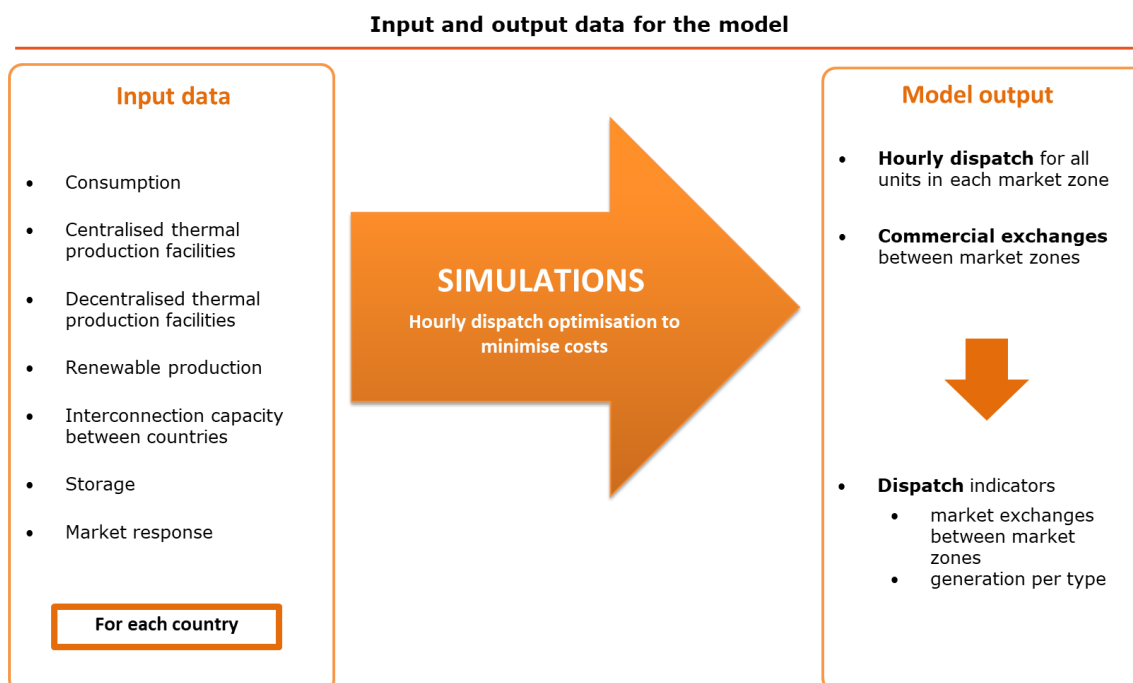 Input and output data for the model
Input data
• Consumption
• Centralised thermal
production facilities
• Decentralised thermal
production facilities
• Renewable production
• Interconnection capacity
between countries
• Storage
• Market response
For each country
SIMULATIONS
Hourly dispatch optimisation to
minimise costs
Model output
• Hourly dispatch for all
units in each market zone
• Commercial exchanges
between market zones
• Dispatch indicators
• market exchanges
between market
zones
• generation per type